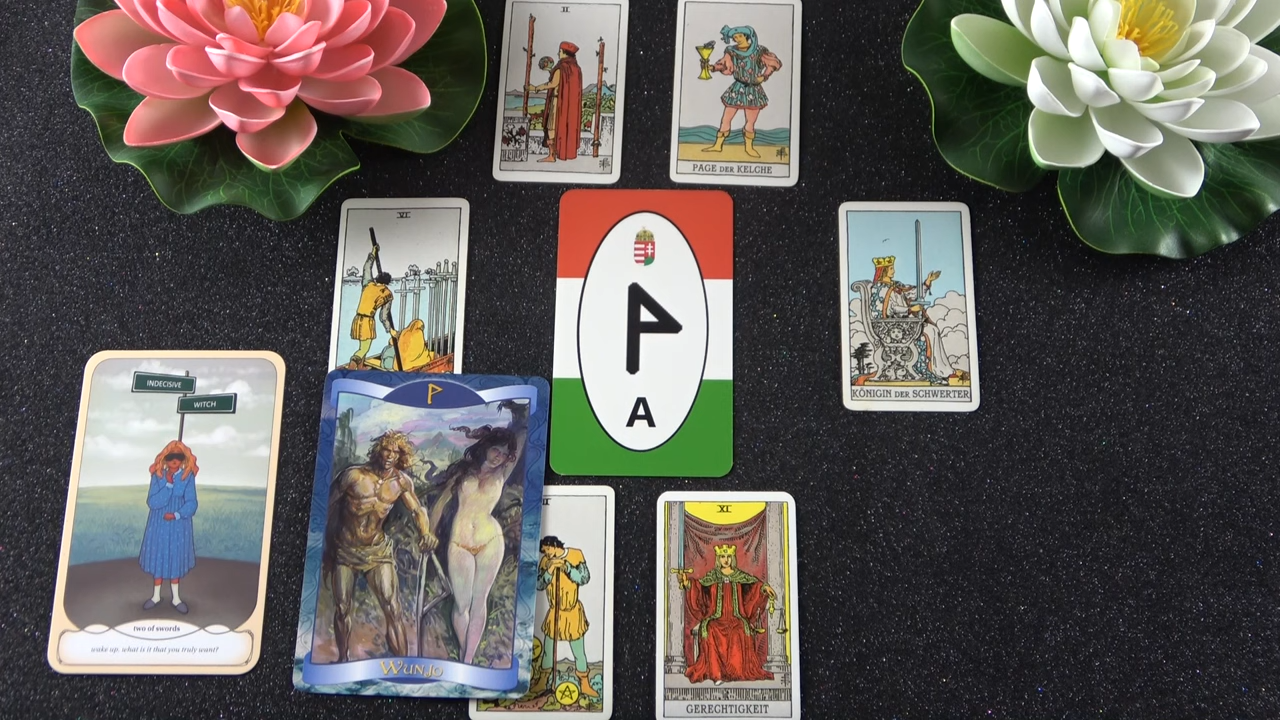 II
PAGE DER KELCHE
VI
KÖNIGIN DER SCHWERTER
ᚹ
A
INDECISIVE
WITCH
two of swords
wake up, what is it that you truly want?
ᚹ
WUNJO
XI
GERECHTIGKEIT